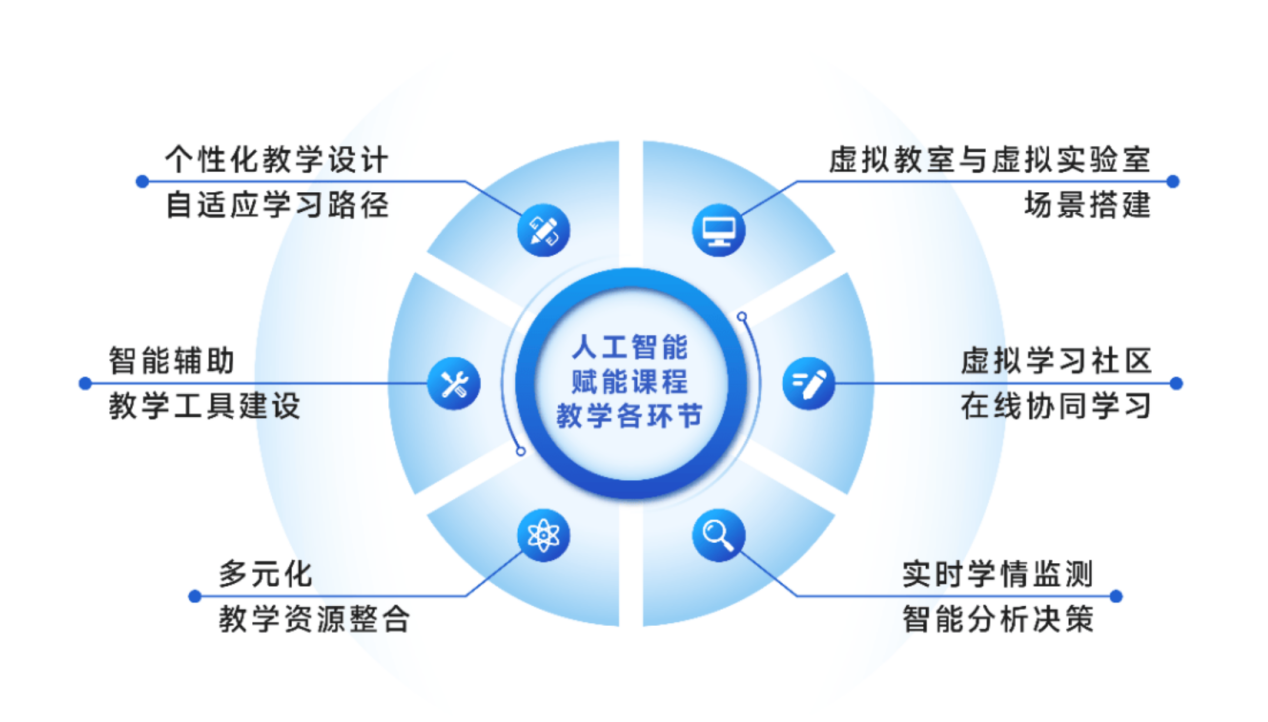 个性化教学设计
自适应学习路径
虚拟教室与虚拟实验室
场景搭建
人工智能
赋能课程
教学各环节
智能辅助
教学工具建设
虚拟学习社区
在线协同学习
多元化
教学资源整合
实时学情监测
智能分析决策